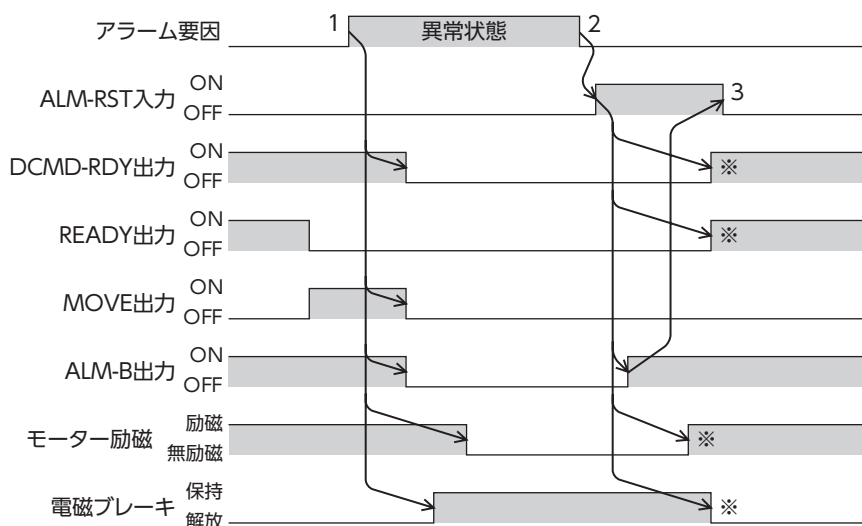 アラーム要因
1
異常状態
2
ALM-RST入力
ON
OFF
3
DCMD-RDY出力
ON
OFF
※
READY出力
ON
OFF
※
MOVE出力
ON
OFF
ALM-B出力
ON
OFF
モーター励磁
励磁
無励磁
※
電磁ブレーキ
保持
解放
※